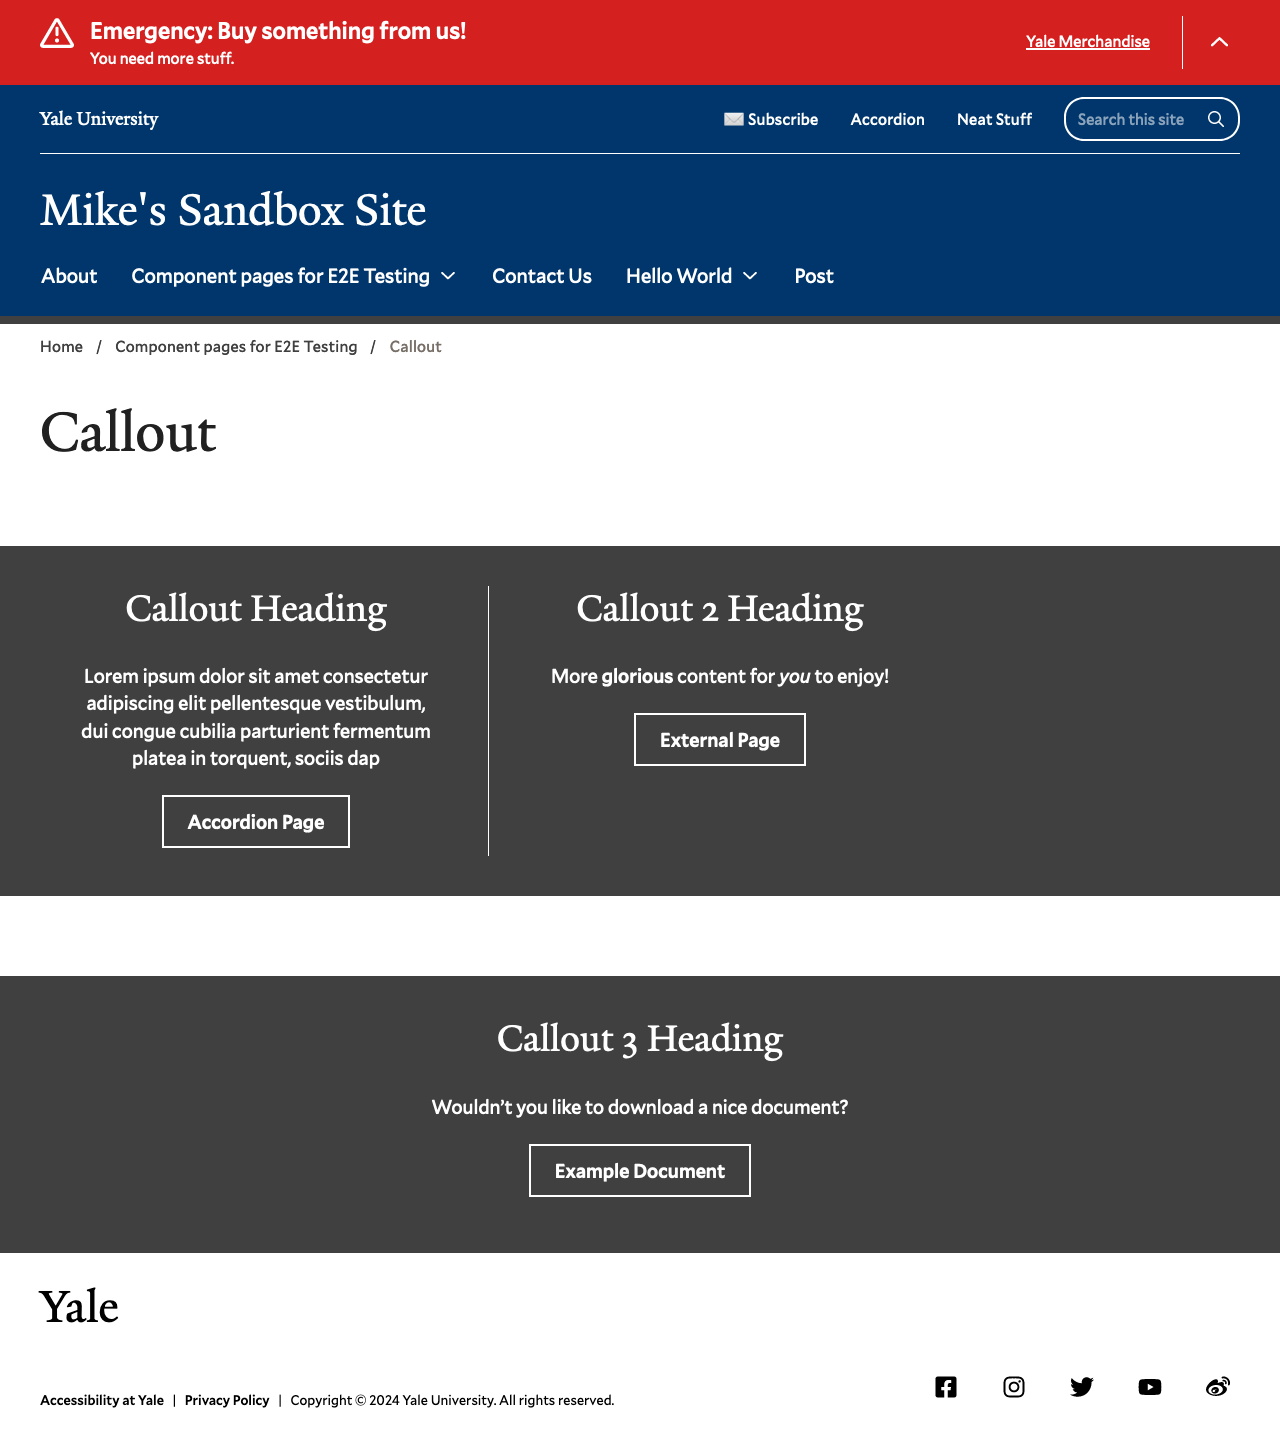 Emergency: Buy something from us!
You need more stuff.
Yale Merchandise
Yale University
Subscribe
Accordion
Neat Stuff
Search this site
Mike's Sandbox Site
About
Component pages for E2E Testing
Contact Us
Hello World
Post
Home / Component pages for E2E Testing / Callout
Callout
Callout Heading
Lorem ipsum dolor sit amet consectetur
adipiscing elit pellentesque vestibulum,
dui congue cubilia parturient fermentum
platea in torquent, sociis dap
Accordion Page
Callout 2 Heading
More glorious content for you to enjoy!
External Page
Callout 3 Heading
Wouldn’t you like to download a nice document?
Example Document
Yale
Accessibility at Yale | Privacy Policy | Copyright © 2024 Yale University. All rights reserved.